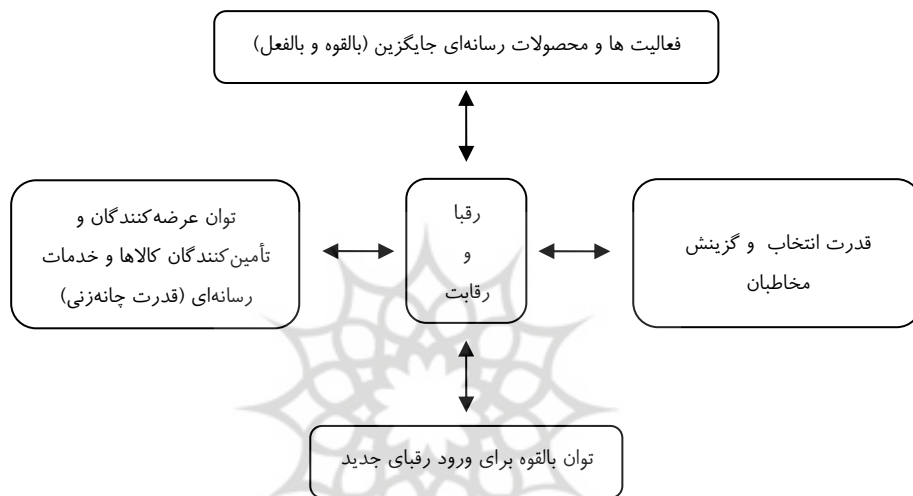 فعالیت ها و محصولات رسانه‌ای جایگزین (بالقوه و بالفعل)
قدرت انتخاب و گزینش
مخاطبان
رقبا
و
رقابت
توان عرضه‌کنندگان و
تأمین‌کنندگان کالاها و خدمات
رسانه‌ای (قدرت چانه‌زنی)
توان بالقوه برای ورود رقبای جدید